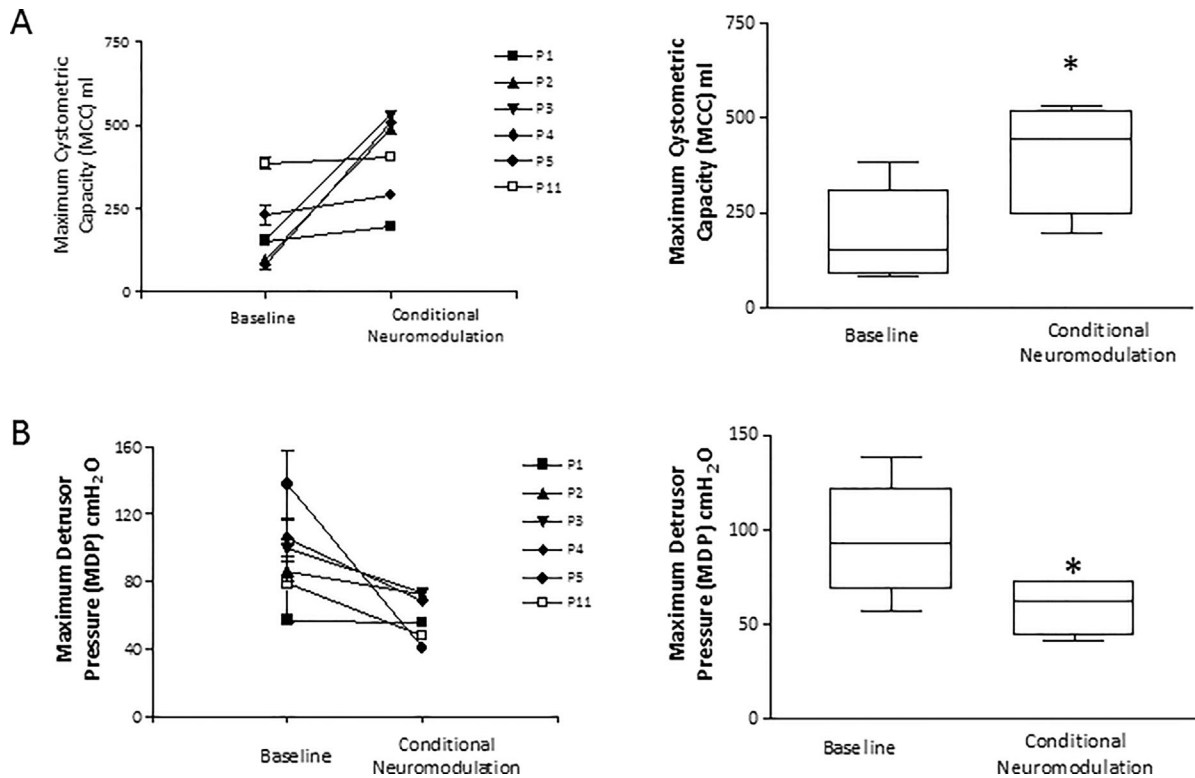 A
Maximum Cystometric
Capacity (MCC) ml
750
500
250
0
Baseline
Conditional
Neuromodulation
P1
P2
P3
P4
P5
P11
Maximum Cystometric
Capacity (MCC) ml
750
500
250
0
*
Baseline
Conditional
Neuromodulation
B
Maximum Detrusor
Pressure (MDP) cmH₂O
160
120
80
40
0
Baseline
Conditional
Neuromodulation
P1
P2
P3
P4
P5
P11
Maximum Detrusor
Pressure (MDP) cmH₂O
150
100
50
0
*
Baseline
Conditional
Neuromodulation